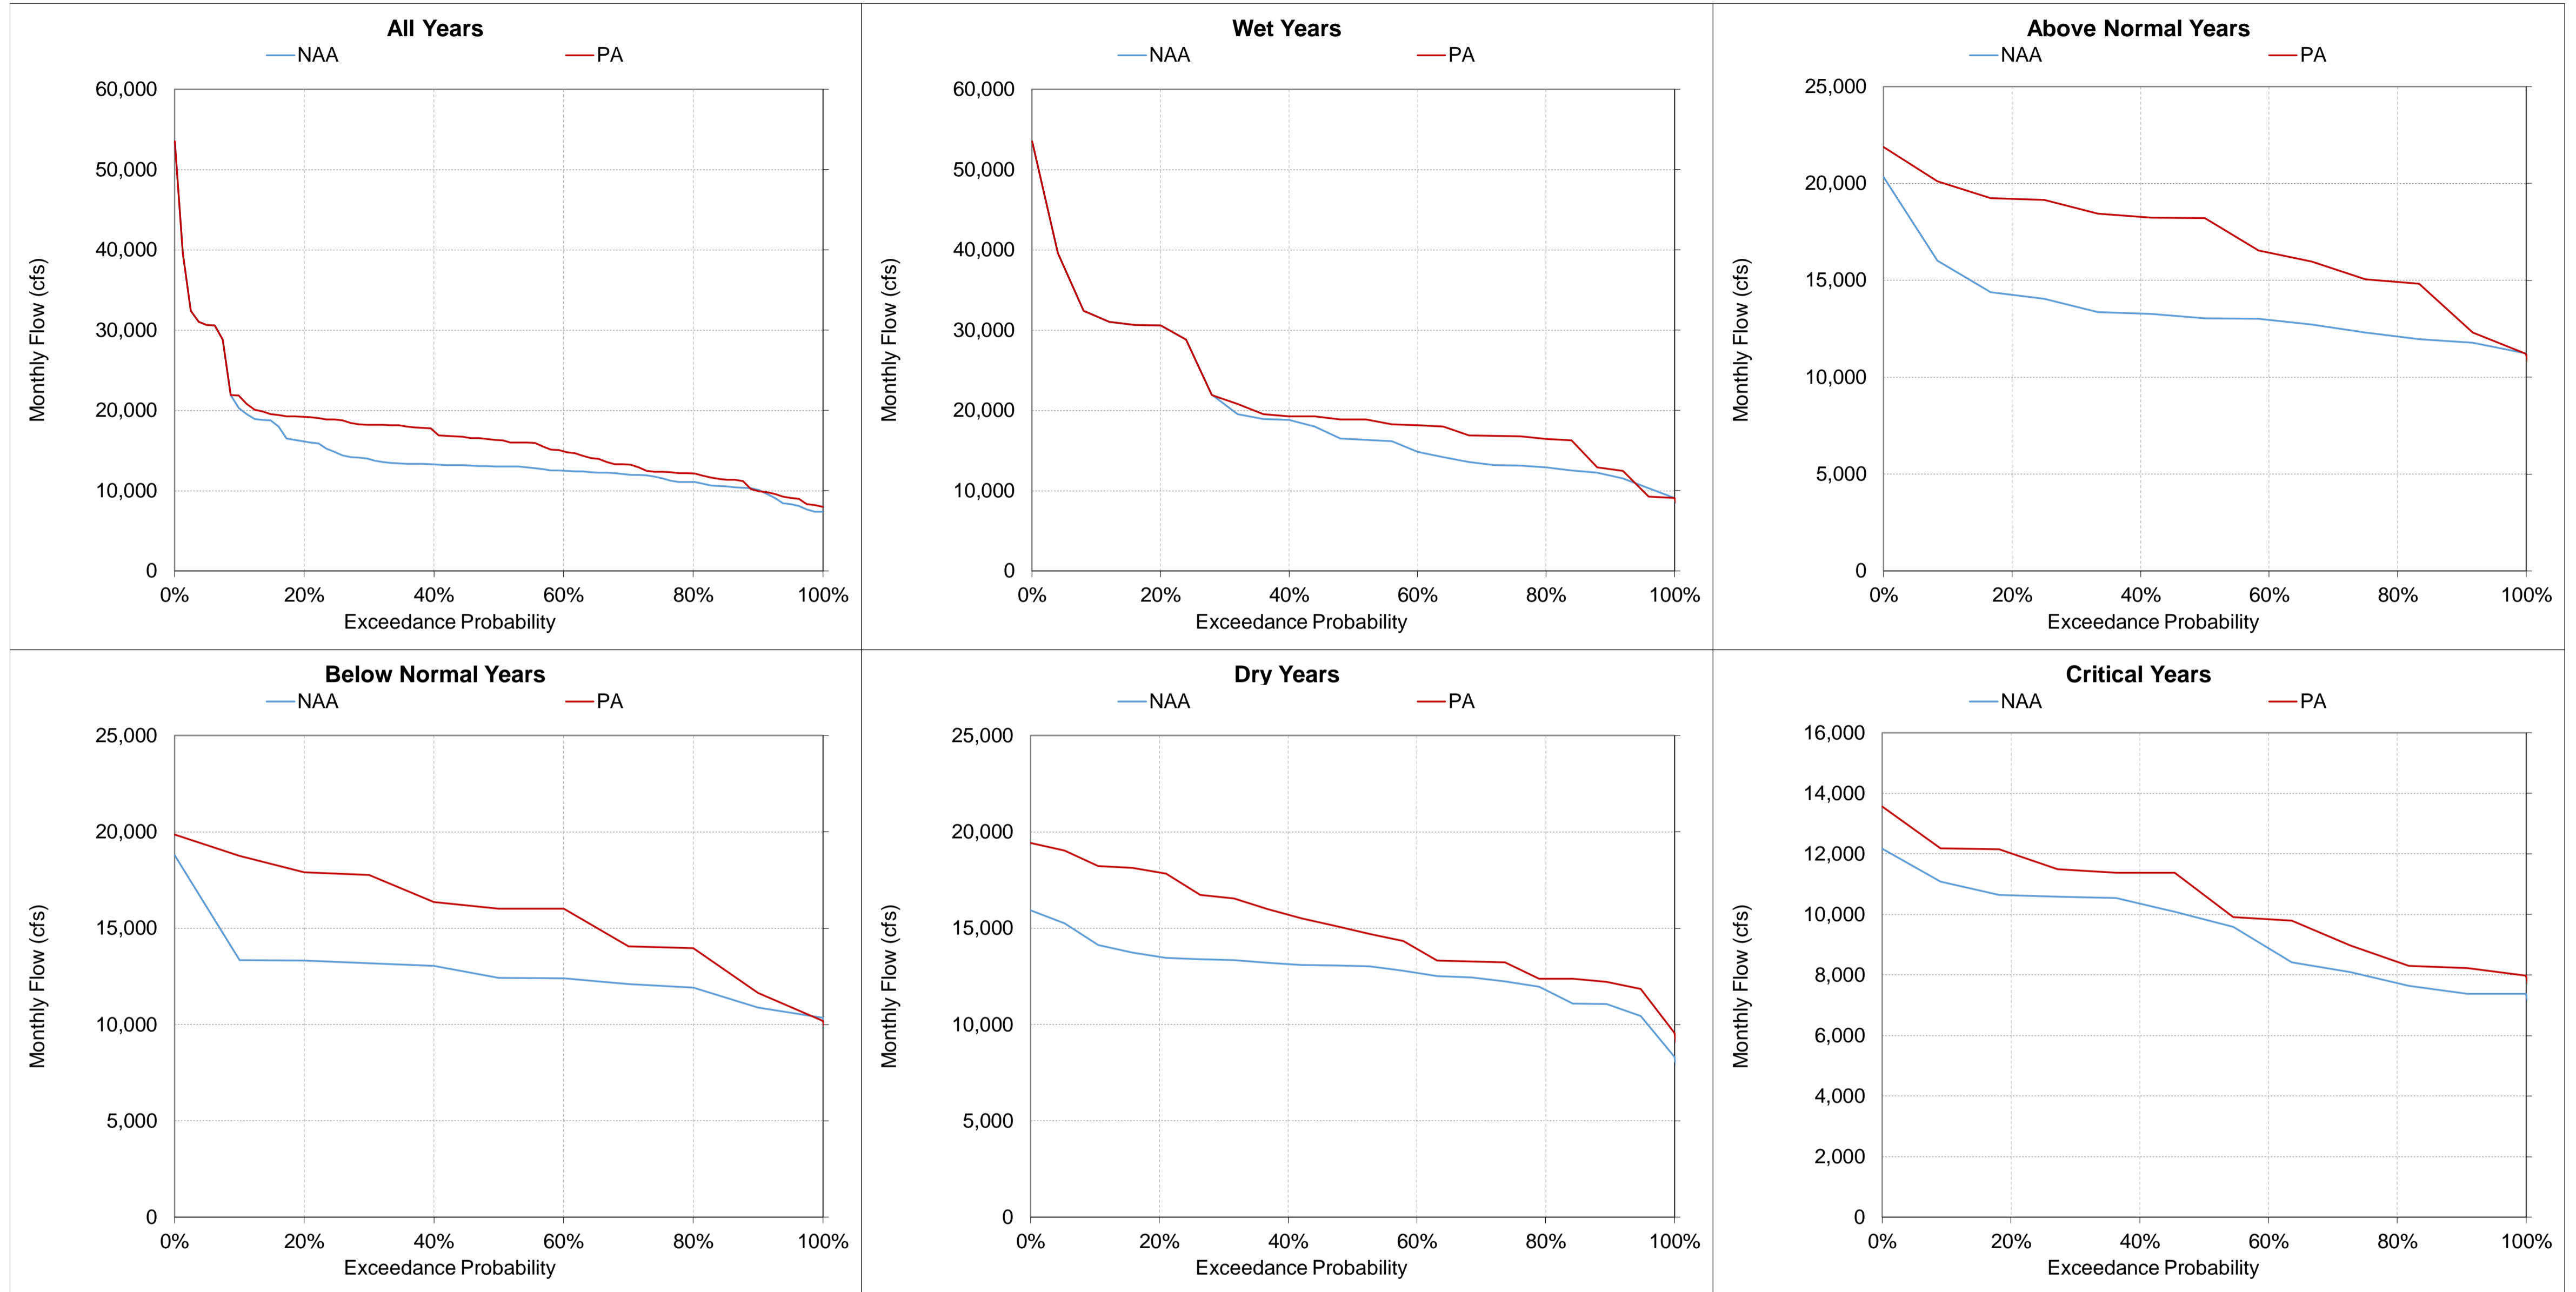 All Years
NAA PA
60,000
50,000
40,000
30,000
20,000
10,000
0
Monthly Flow (cfs)
0% 20% 40% 60% 80% 100%
Exceedance Probability
Wet Years
NAA PA
60,000
50,000
40,000
30,000
20,000
10,000
0
Monthly Flow (cfs)
0% 20% 40% 60% 80% 100%
Exceedance Probability
Above Normal Years
NAA PA
25,000
20,000
15,000
10,000
5,000
0
Monthly Flow (cfs)
0% 20% 40% 60% 80% 100%
Exceedance Probability
Below Normal Years
NAA PA
25,000
20,000
15,000
10,000
5,000
0
Monthly Flow (cfs)
0% 20% 40% 60% 80% 100%
Exceedance Probability
Dry Years
NAA PA
25,000
20,000
15,000
10,000
5,000
0
Monthly Flow (cfs)
0% 20% 40% 60% 80% 100%
Exceedance Probability
Critical Years
NAA PA
16,000
14,000
12,000
10,000
8,000
6,000
4,000
2,000
0
Monthly Flow (cfs)
0% 20% 40% 60% 80% 100%
Exceedance Probability